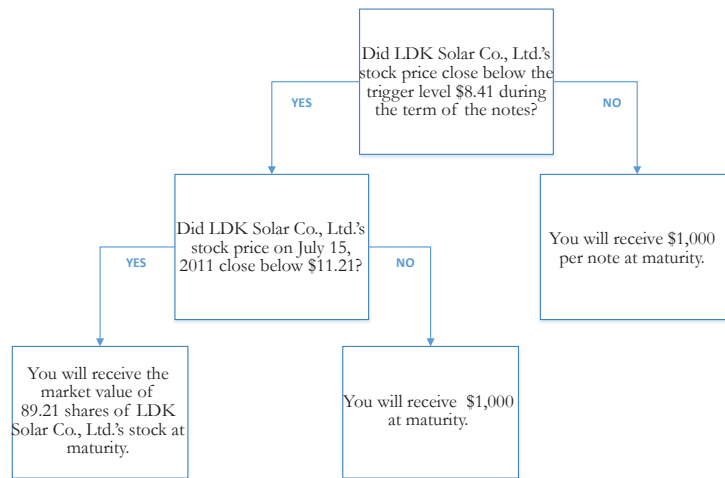 Did LDK Solar Co., Ltd.'s
stock price close below the
trigger level $8.41 during
the term of the notes?
YES
NO
Did LDK Solar Co., Ltd.'s
stock price on July 15,
2011 close below $11.21?
You will receive $1,000
per note at maturity.
YES
NO
You will receive the
market value of
89.21 shares of LDK
Solar Co., Ltd.'s stock at
maturity.
You will receive $1,000
at maturity.